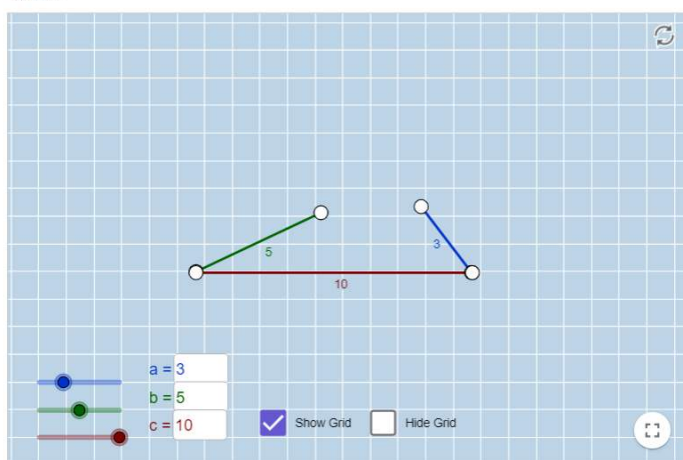 5
3
10
a = 3
b = 5
c = 10
Show Grid
Hide Grid